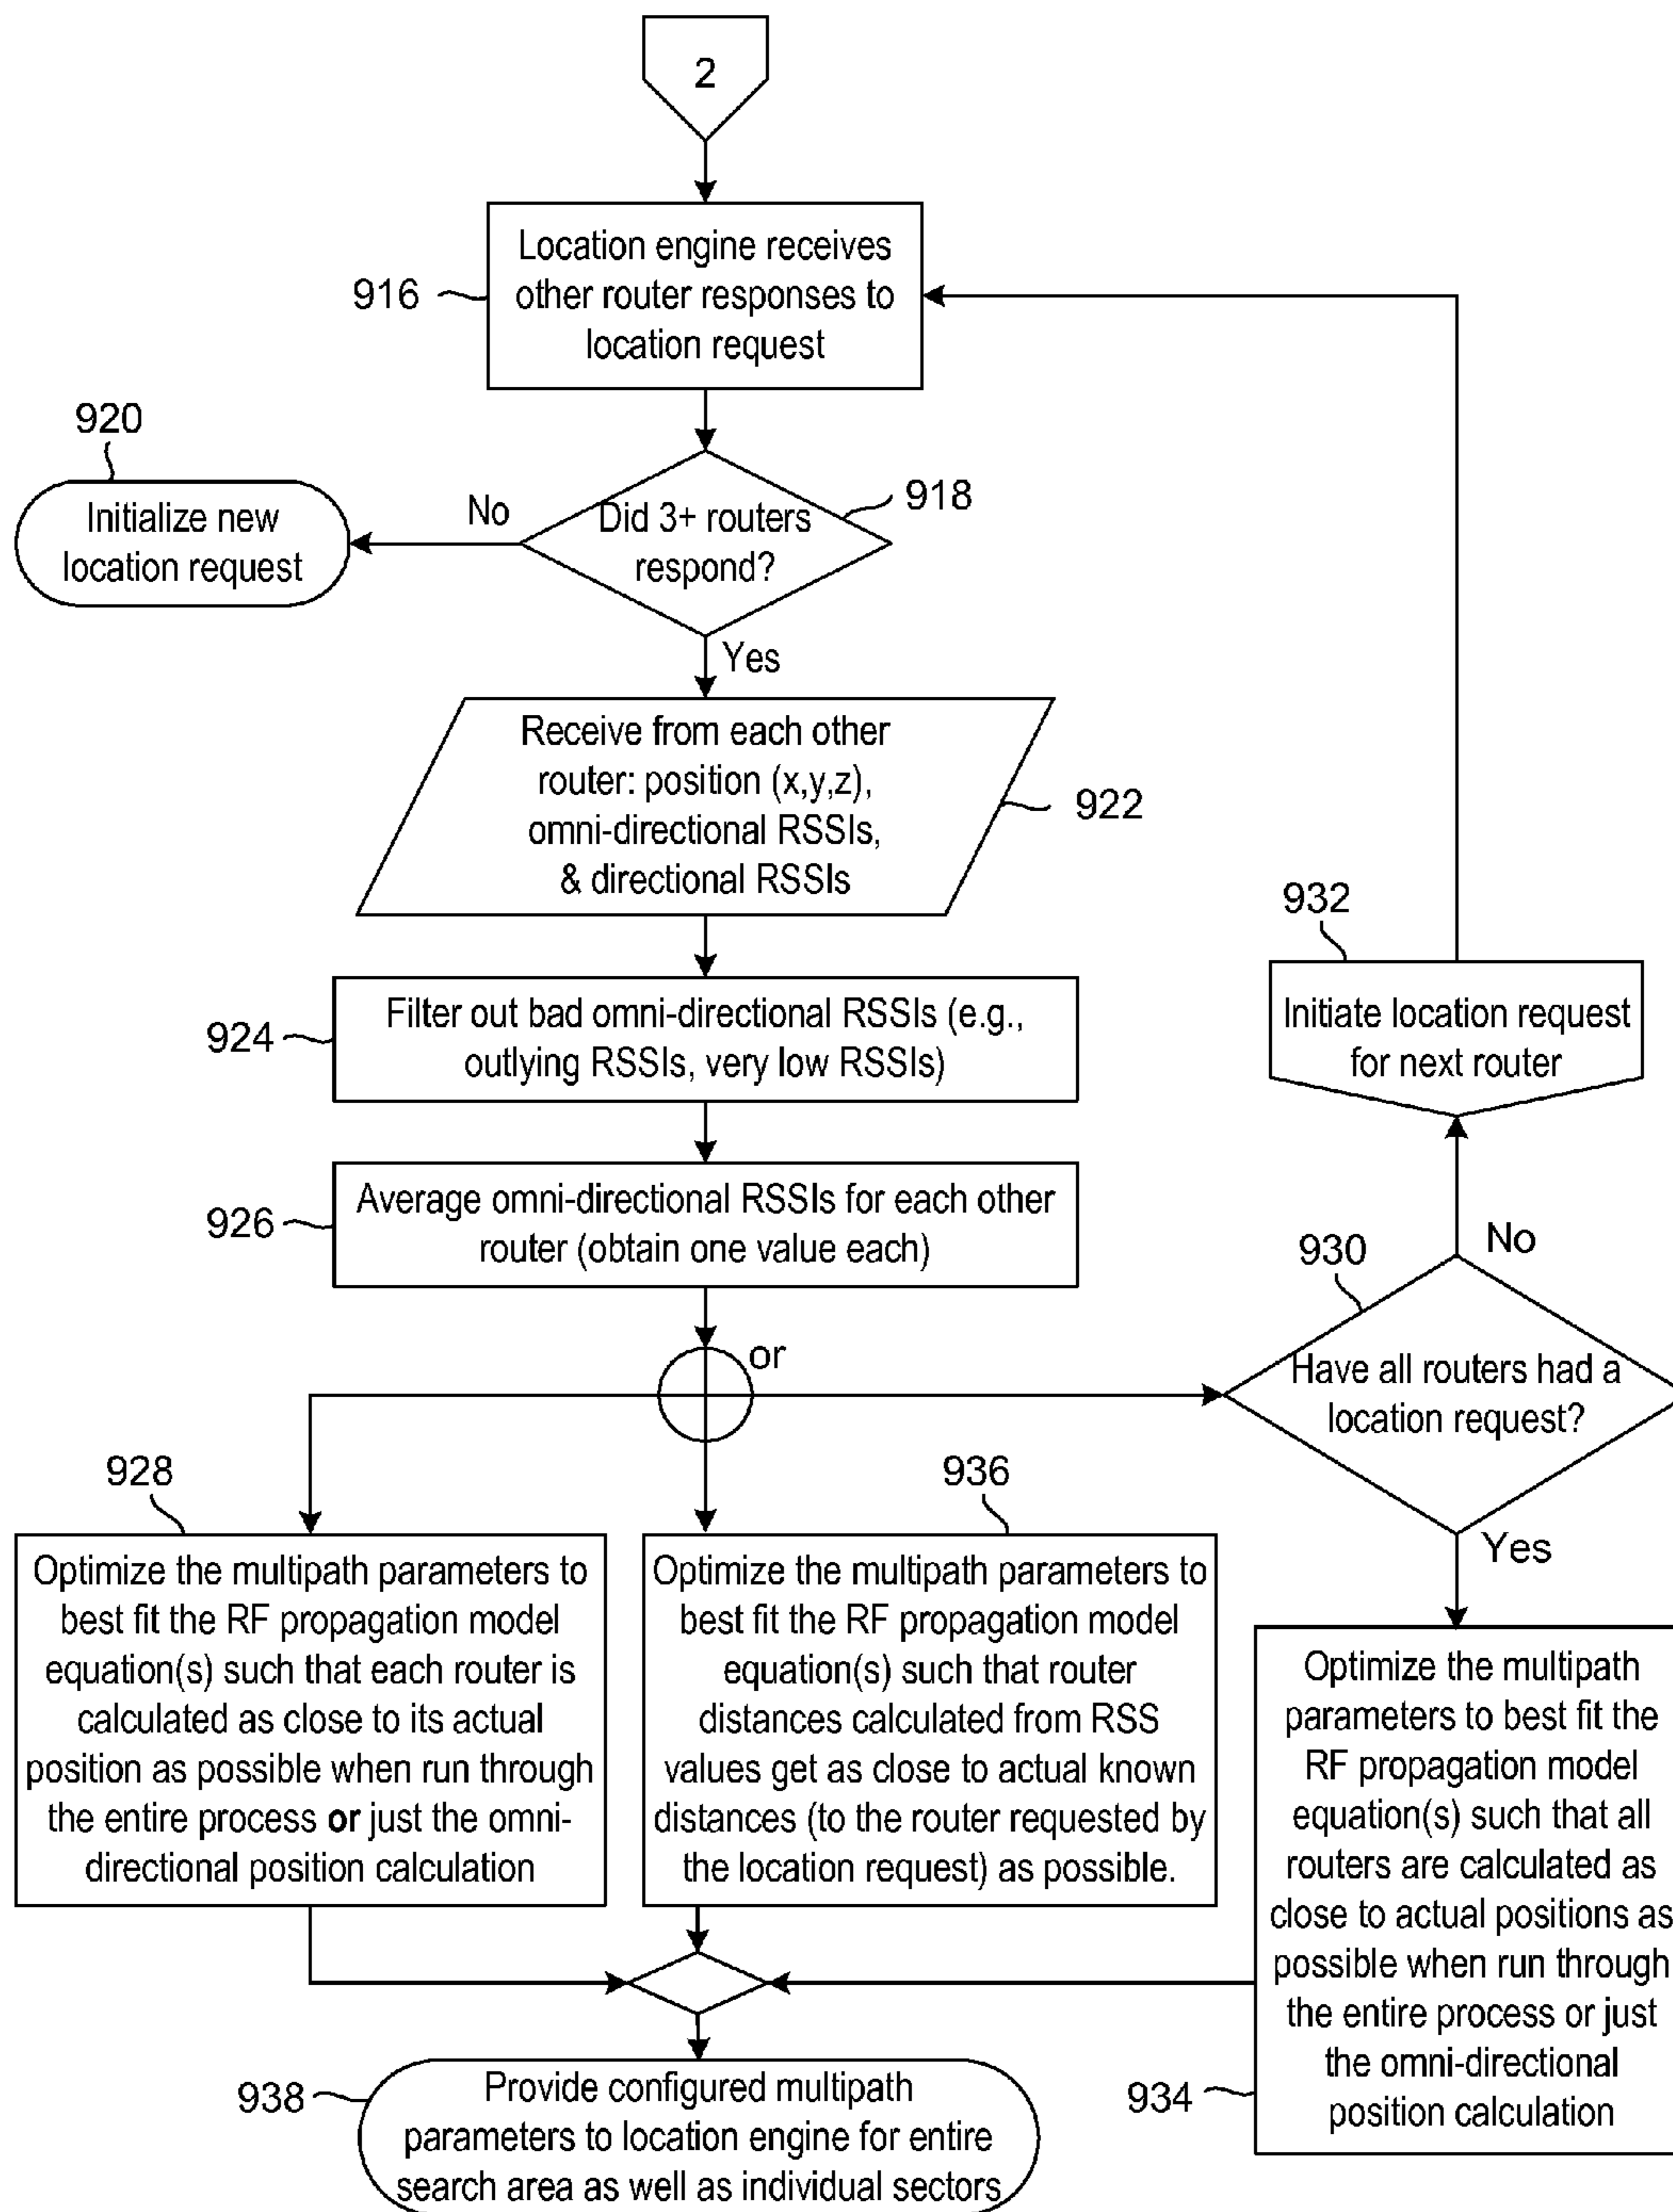 2
916
Location engine receives
other router responses to
location request
920
Initialize new
location request
No
Did 3+ routers
respond?
918
Yes
Receive from each other
router: position (x,y,z),
omni-directional RSSIs,
& directional RSSIs
922
924
Filter out bad omni-directional RSSIs (e.g.,
outlying RSSIs, very low RSSIs)
932
Initiate location request
for next router
926
Average omni-directional RSSIs for each other
router (obtain one value each)
or
930
No
Have all routers had a
location request?
Yes
928
Optimize the multipath parameters to
best fit the RF propagation model
equation(s) such that each router is
calculated as close to its actual
position as possible when run through
the entire process or just the omni-
directional position calculation
936
Optimize the multipath parameters to
best fit the RF propagation model
equation(s) such that router
distances calculated from RSS
values get as close to actual known
distances (to the router requested by
the location request) as possible.
934
Optimize the multipath
parameters to best fit the
RF propagation model
equation(s) such that all
routers are calculated as
close to actual positions as
possible when run through
the entire process or just
the omni-directional
position calculation
938
Provide configured multipath
parameters to location engine for entire
search area as well as individual sectors